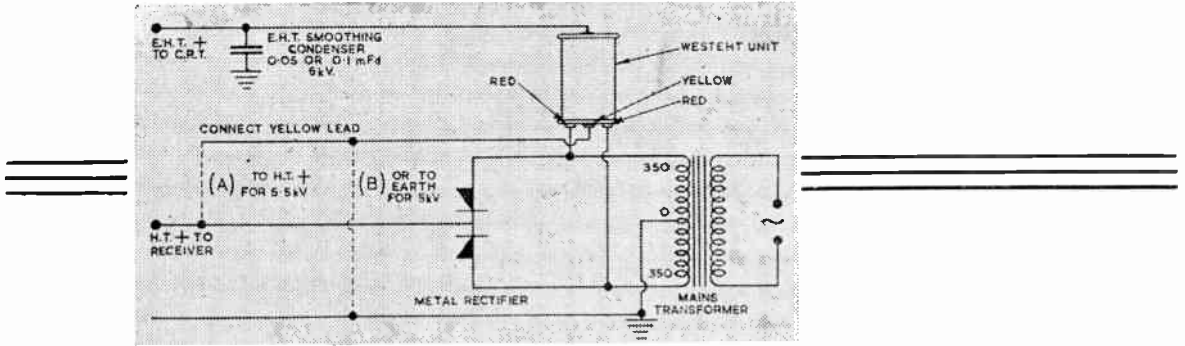 E.H.T. +
TO C.R.T.
E.H.T. SMOOTHING
CONDENSER
0·05 OR 0·1 mFd
6kV.
WESTEHT UNIT
RED
YELLOW
RED
CONNECT YELLOW LEAD
(A) TO H.T. +
FOR 5·5kV
(B) OR TO
EARTH
FOR 5kV
350
0
350
H.T. + TO
RECEIVER
METAL RECTIFIER
MAINS
TRANSFORMER